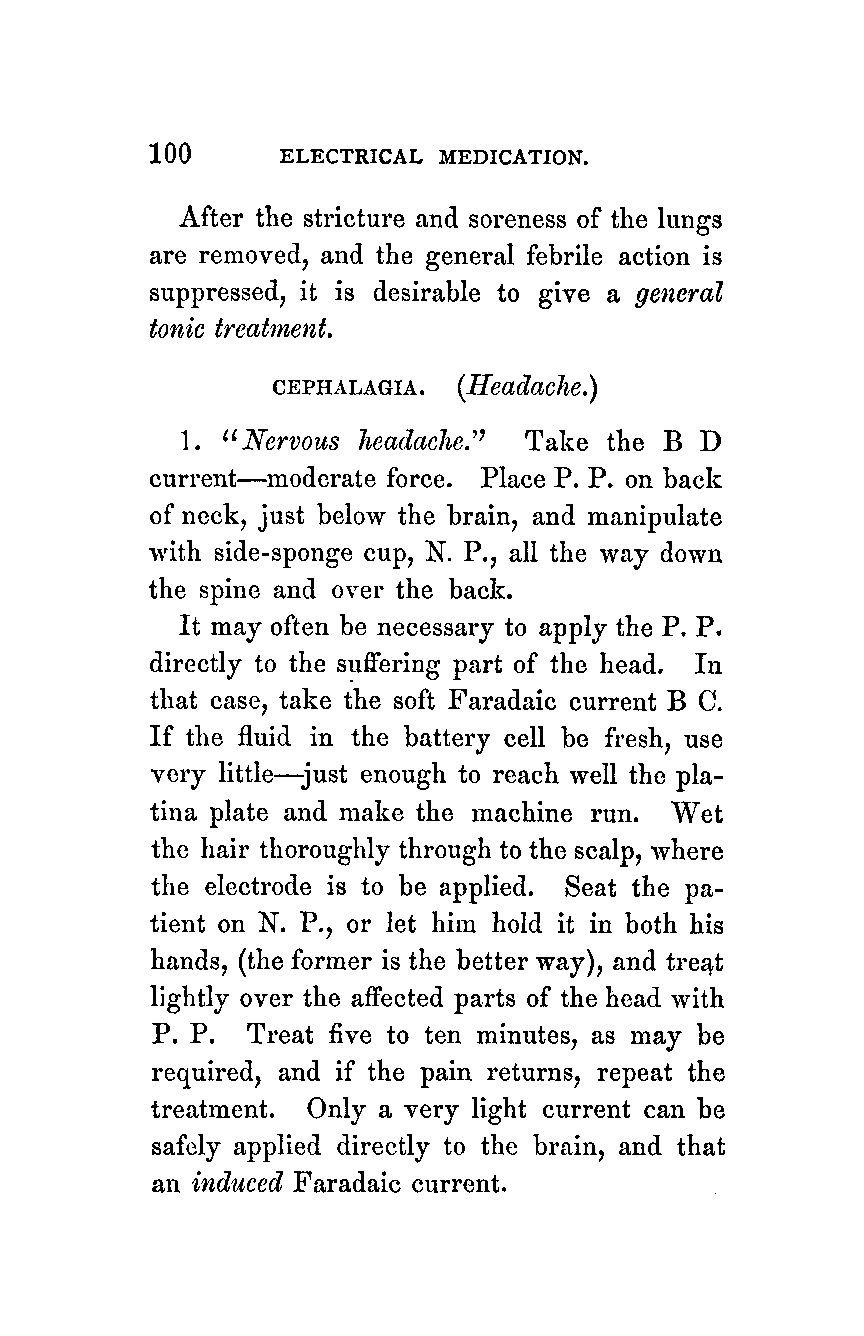 100 ELECTRICAL MEDICATION.
After the stricture and soreness of the lungs
are removed, and the general febrile action is
suppressed, it is desirable to give a general
tonic treatment.
CEPHALAGIA. (Headache.)
1. "Nervous headache." Take the B D
current—moderate force. Place P. P. on back
of neck, just below the brain, and manipulate
with side-sponge cup, N. P., all the way down
the spine and over the back.
It may often be necessary to apply the P. P.
directly to the suffering part of the head. In
that case, take the soft Faradaic current B C.
If the fluid in the battery cell be fresh, use
very little—just enough to reach well the pla-
tina plate and make the machine run. Wet
the hair thoroughly through to the scalp, where
the electrode is to be applied. Seat the pa-
tient on N. P., or let him hold it in both his
hands, (the former is the better way), and treat
lightly over the affected parts of the head with
P. P. Treat five to ten minutes, as may be
required, and if the pain returns, repeat the
treatment. Only a very light current can be
safely applied directly to the brain, and that
an induced Faradaic current.